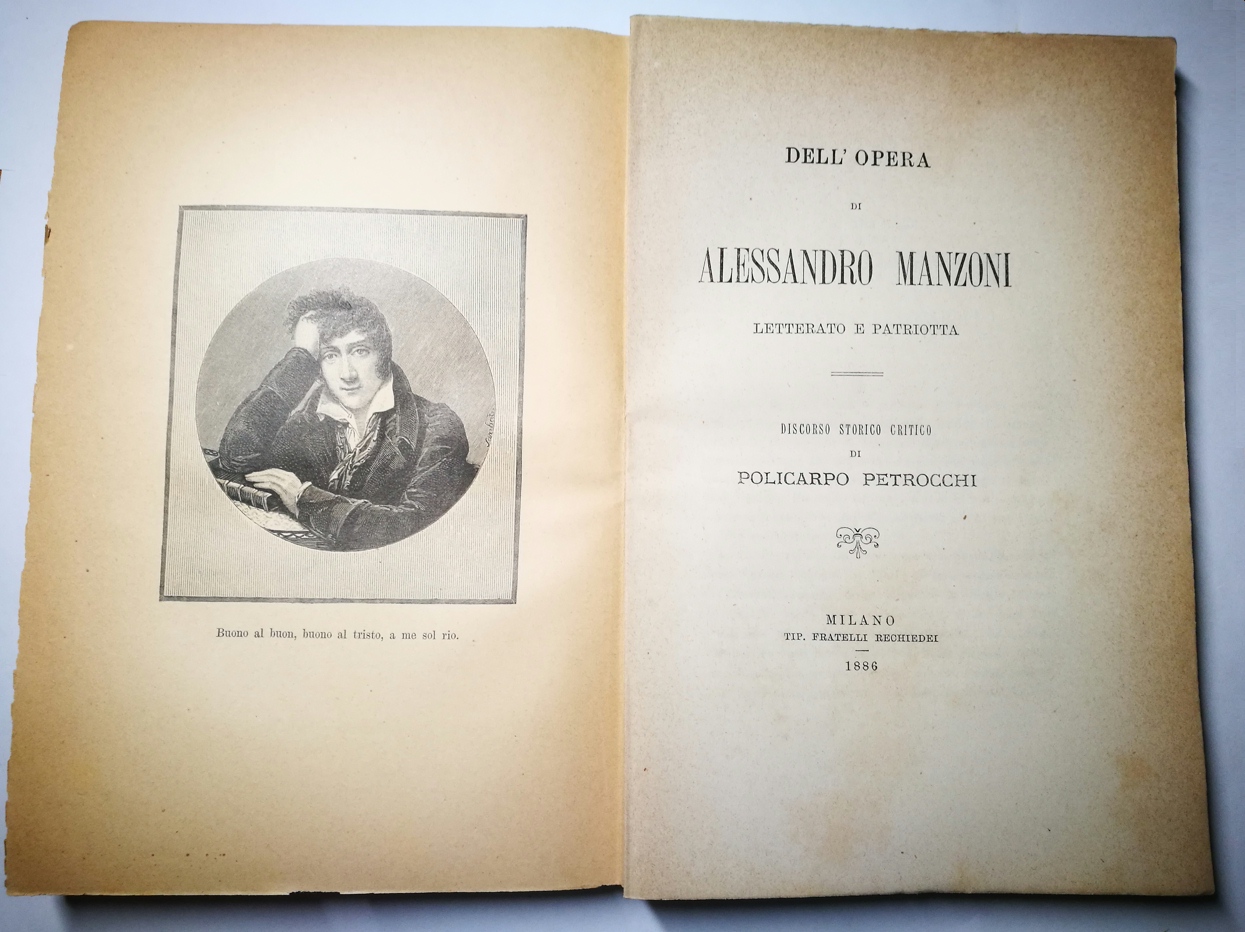 Buono al buon, buono al tristo, a me sol rio.
DELL' OPERA
DI
ALESSANDRO MANZONI
LETTERATO E PATRIOTTA
DISCORSO STORICO CRITICO
DI
POLICARPO PETROCCHI
MILANO
TIP. FRATELLI RECHIEDEI
1886